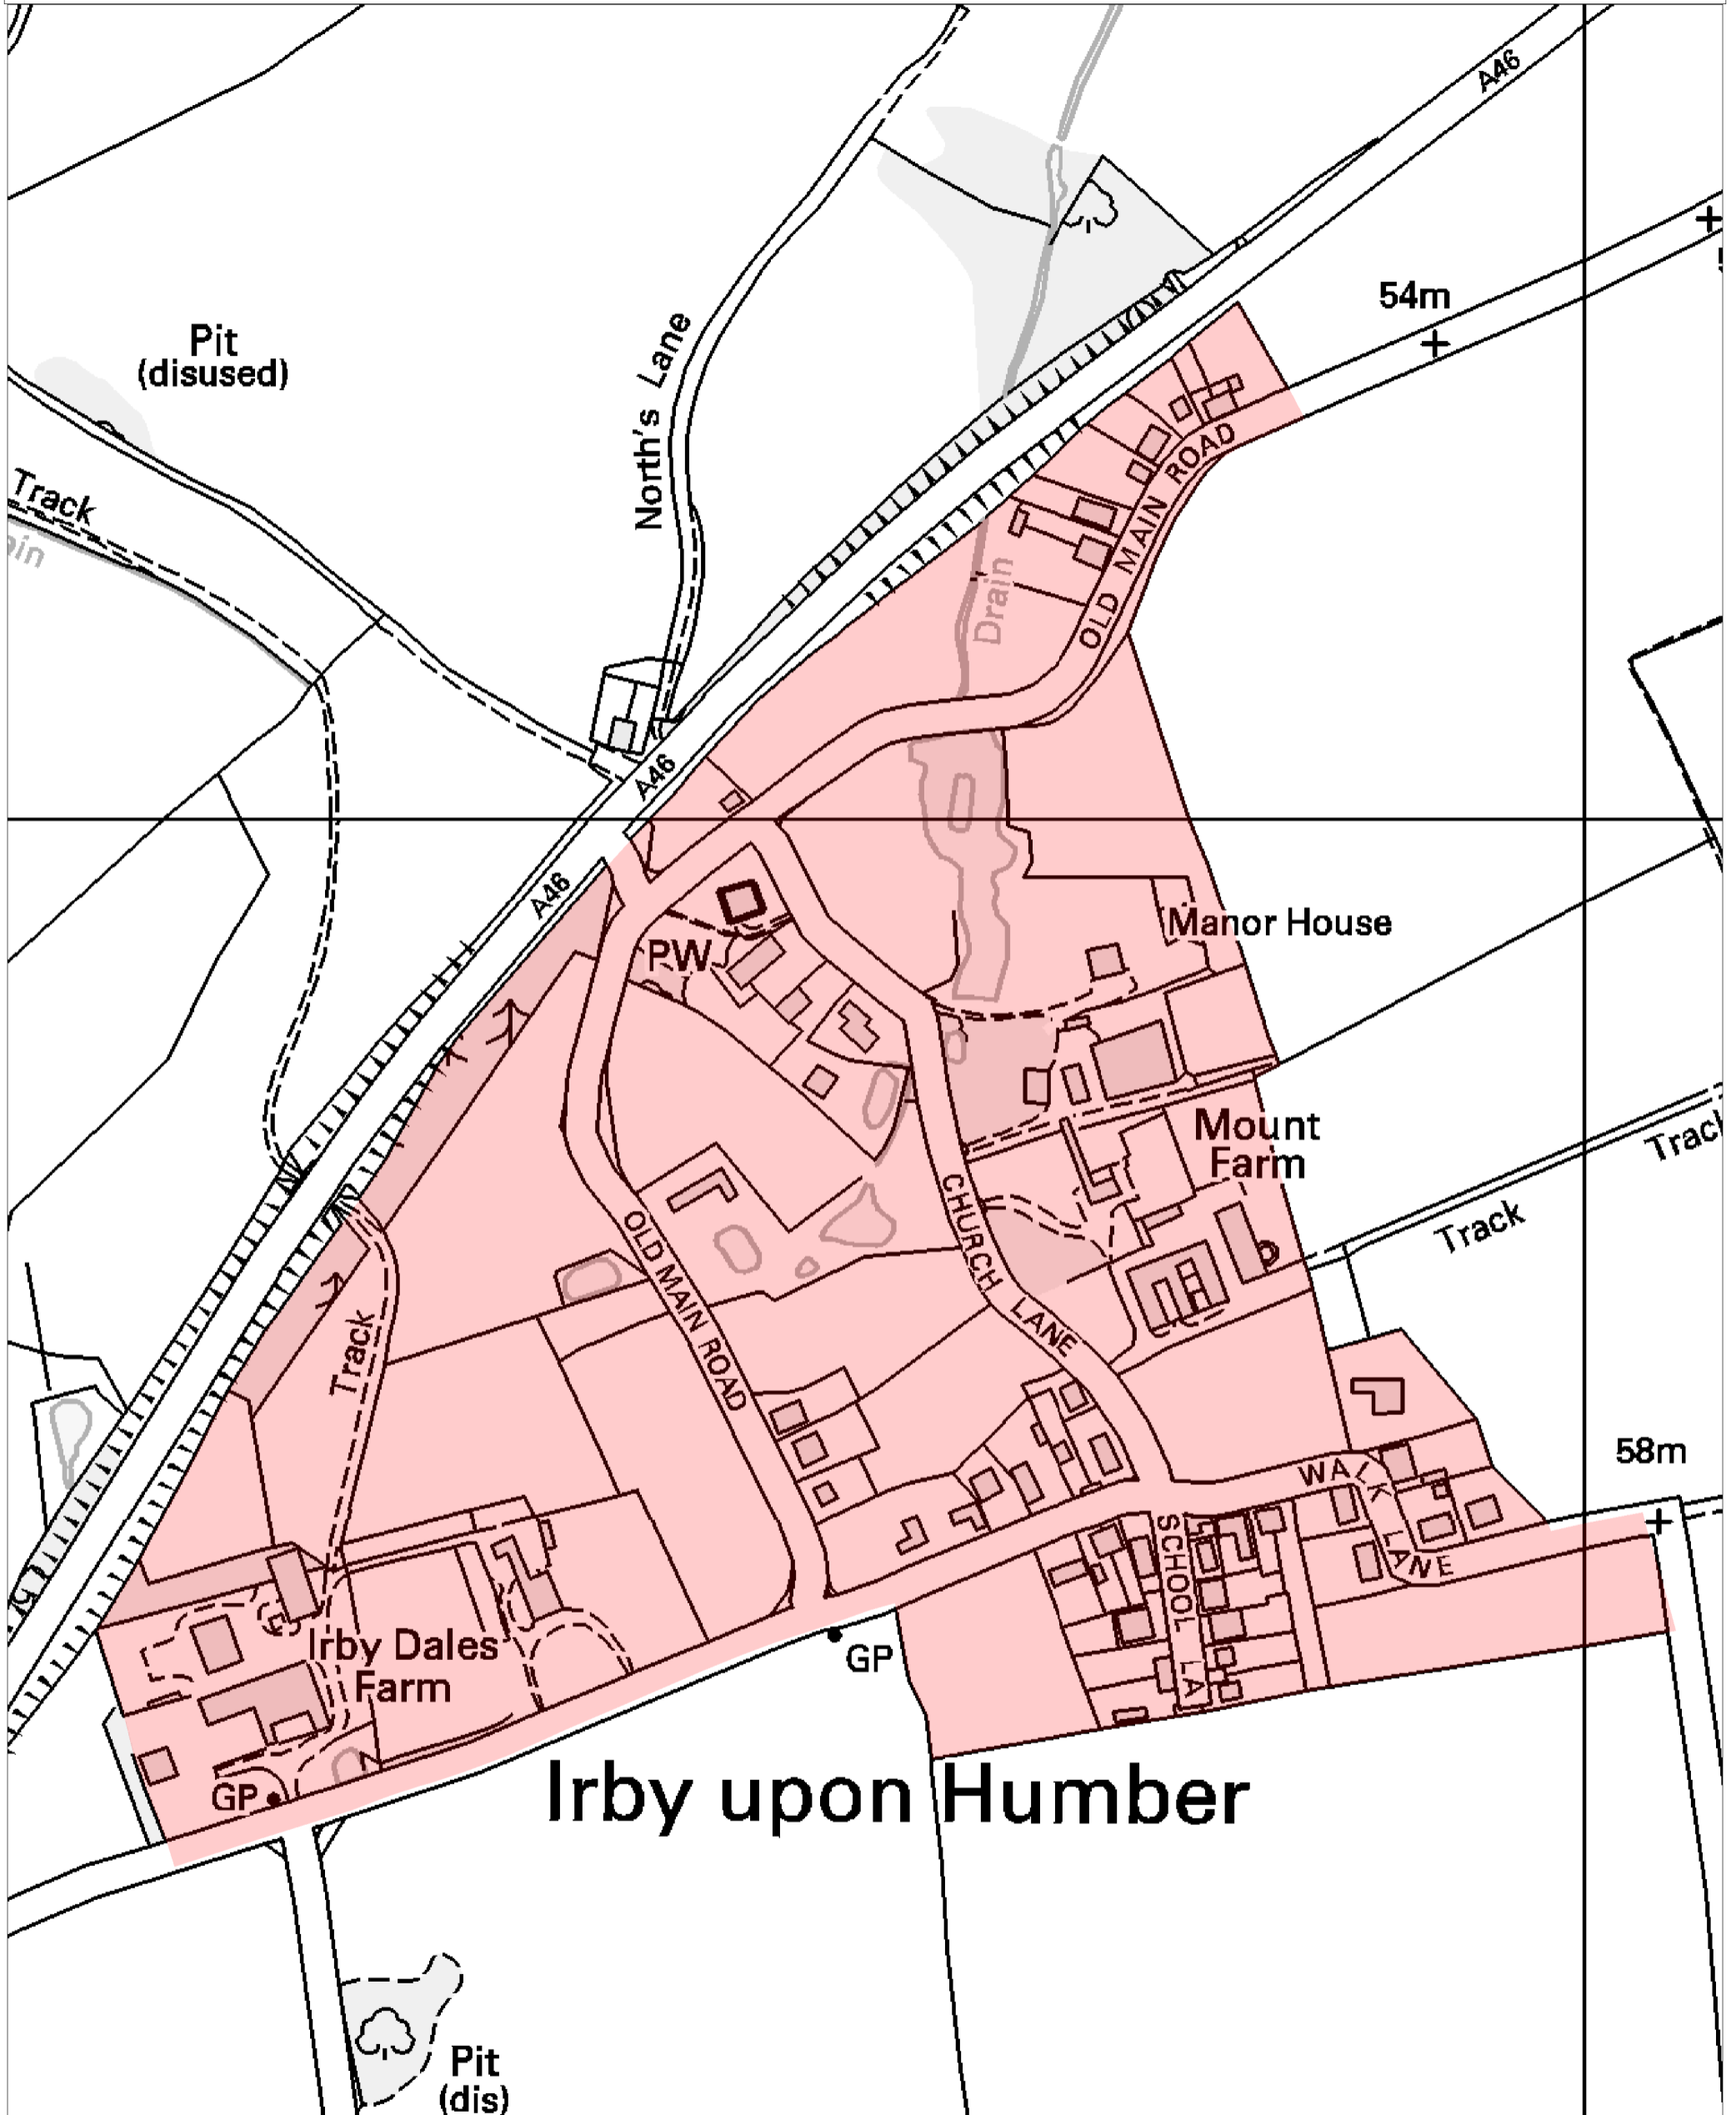 A46
54m
Pit
(disused)
North's Lane
Track
OLD MAIN ROAD
Drain
A46
A46
PW
Manor House
Mount
Farm
Track
Track
CHURCH LANE
OLD MAIN ROAD
Track
58m
WALK LANE
SCHOOL LA
Irby Dales
Farm
GP
GP
Irby upon Humber
Pit
(dis)